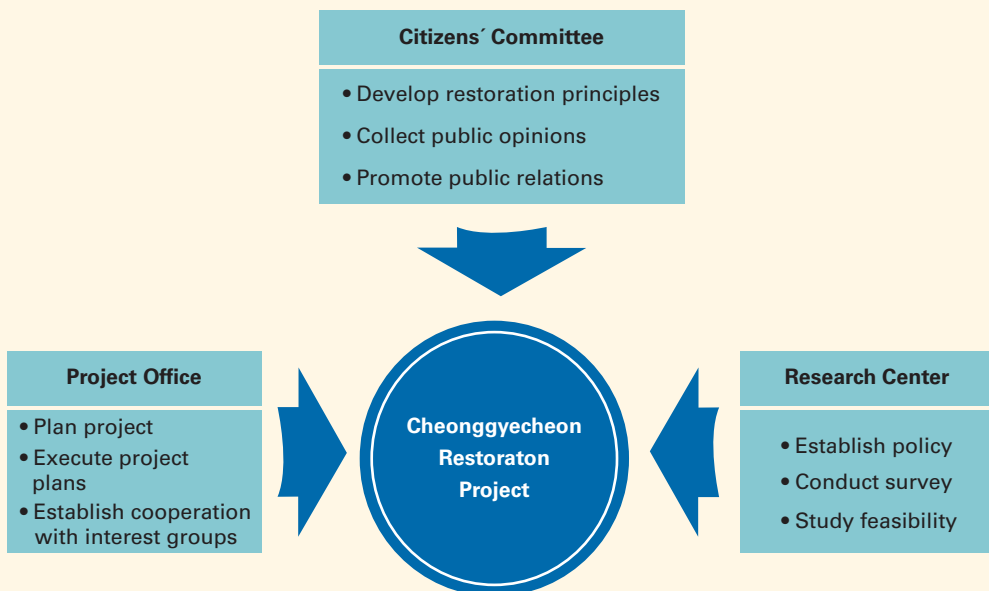 Citizens´ Committee
• Develop restoration principles
• Collect public opinions
• Promote public relations
Project Office
• Plan project
• Execute project
plans
• Establish cooperation
with interest groups
Cheonggyecheon
Restoraton
Project
Research Center
• Establish policy
• Conduct survey
• Study feasibility